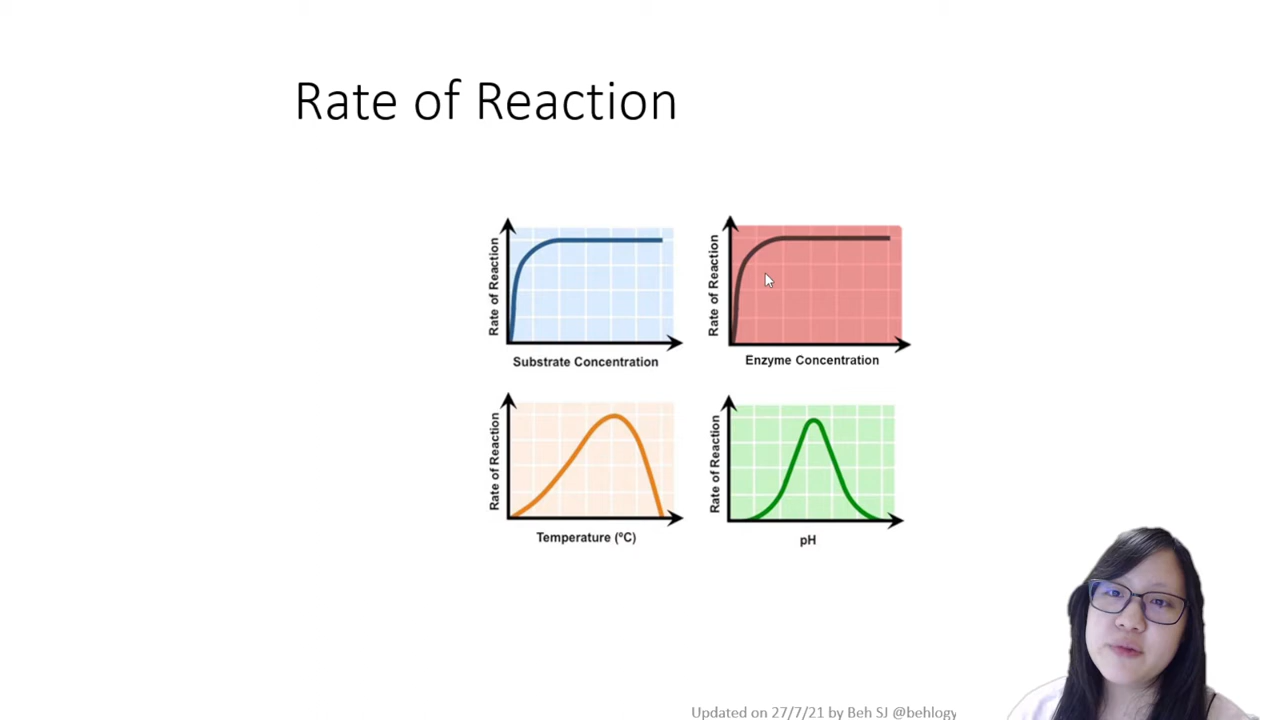 Rate of Reaction
Rate of Reaction
Substrate Concentration
Rate of Reaction
Enzyme Concentration
Rate of Reaction
Temperature (ºC)
Rate of Reaction
pH
Updated on 27/7/21 by Beh SJ @behlogy